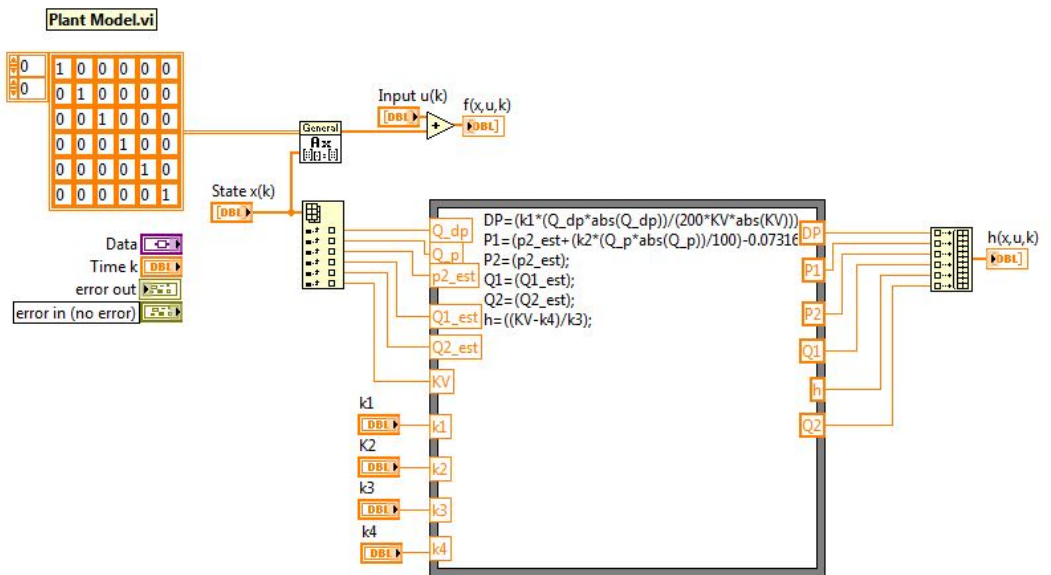 Plant Model.vi
0
0
1 0 0 0 0 0
0 1 0 0 0 0
0 0 1 0 0 0
0 0 0 1 0 0
0 0 0 0 1 0
0 0 0 0 0 1
Input u(k)
DBL
f(x,u,k)
DBL
General
Ax
State x(k)
DBL
Data
Time k
DBL
error out
error in (no error)
Q_dp
Q_p
p2_est
Q1_est
Q2_est
KV
k1
k2
k3
k4
DP=(k1*(Q_dp*abs(Q_dp))/(200*KV*abs(KV)))
P1=(p2_est+(k2*(Q_p*abs(Q_p))/100)-0.07316
P2=(p2_est);
Q1=(Q1_est);
Q2=(Q2_est);
h=((KV-k4)/k3);
DP
P1
P2
Q1
h
Q2
h(x,u,k)
DBL
k1
DBL
K2
DBL
k3
DBL
k4
DBL